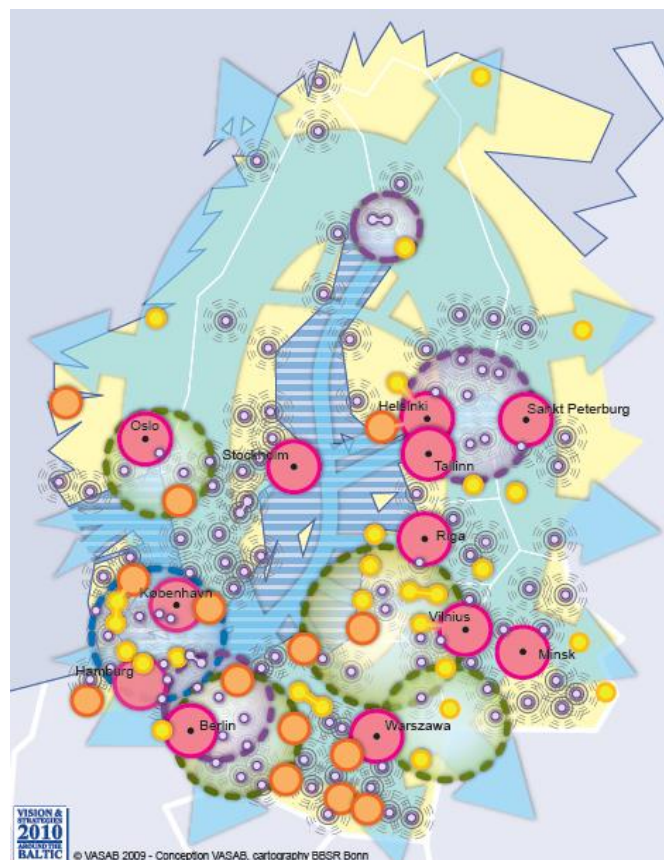 Helsinki
Sankt Peterburg
Oslo
Stockholm
Tallinn
Riga
København
Vilnius
Minsk
Hamburg
Berlin
Warszawa
VISION &
STRATEGIES
2010
AROUND THE
BALTIC
© VASAB 2009 - Conception VASAB, cartography BBSR Bonn